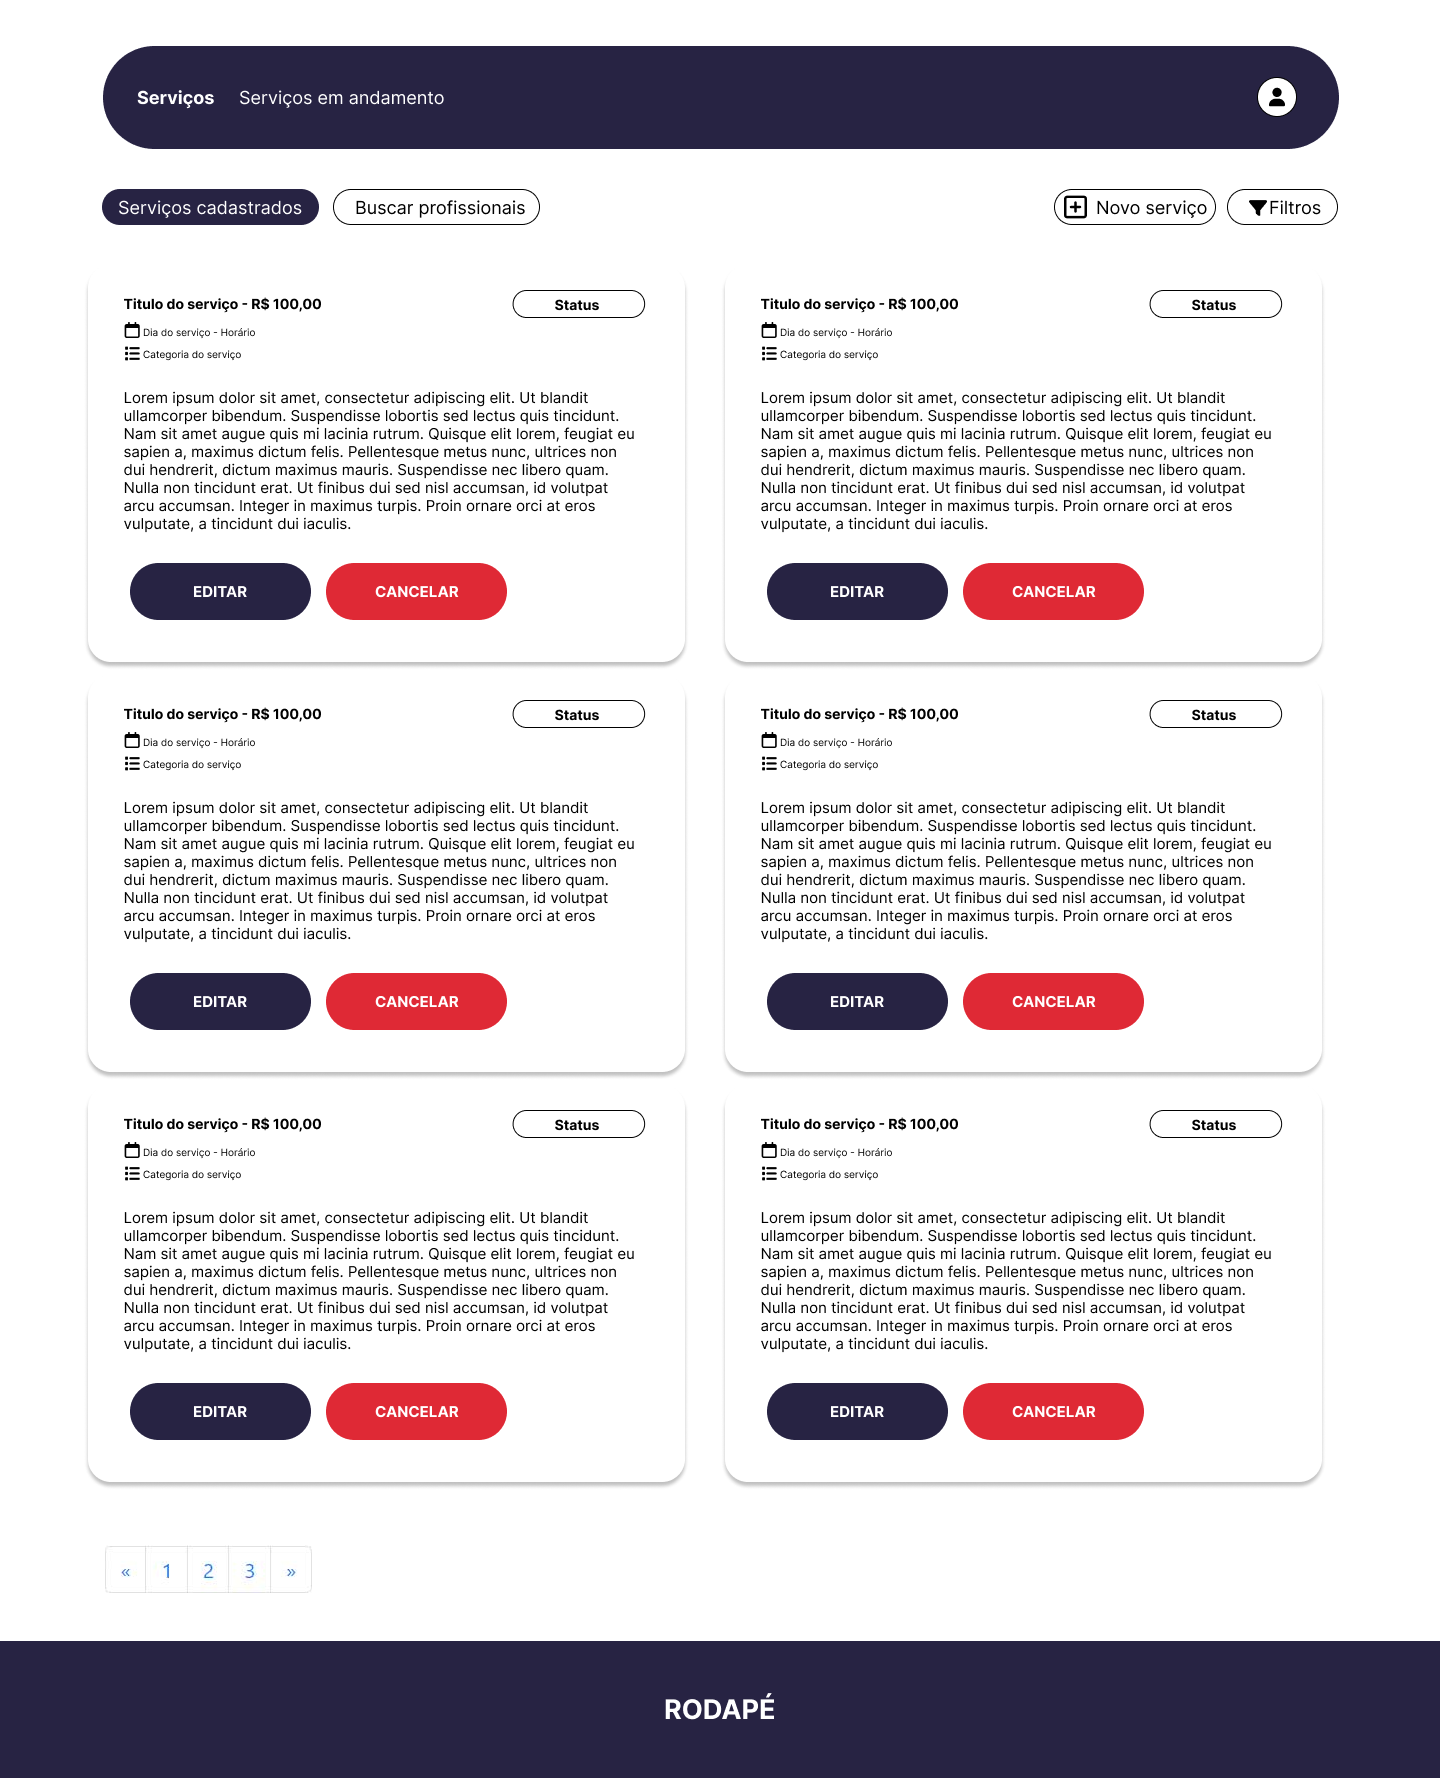 Serviços Serviços em andamento
Serviços cadastrados Buscar profissionais Novo serviço Filtros
Titulo do serviço - R$ 100,00 Status
Dia do serviço - Horário
Categoria do serviço
Lorem ipsum dolor sit amet, consectetur adipiscing elit. Ut blandit
ullamcorper bibendum. Suspendisse lobortis sed lectus quis tincidunt.
Nam sit amet augue quis mi lacinia rutrum. Quisque elit lorem, feugiat eu
sapien a, maximus dictum felis. Pellentesque metus nunc, ultrices non
dui hendrerit, dictum maximus mauris. Suspendisse nec libero quam.
Nulla non tincidunt erat. Ut finibus dui sed nisl accumsan, id volutpat
arcu accumsan. Integer in maximus turpis. Proin ornare orci at eros
vulputate, a tincidunt dui iaculis.
EDITAR CANCELAR
Titulo do serviço - R$ 100,00 Status
Dia do serviço - Horário
Categoria do serviço
Lorem ipsum dolor sit amet, consectetur adipiscing elit. Ut blandit
ullamcorper bibendum. Suspendisse lobortis sed lectus quis tincidunt.
Nam sit amet augue quis mi lacinia rutrum. Quisque elit lorem, feugiat eu
sapien a, maximus dictum felis. Pellentesque metus nunc, ultrices non
dui hendrerit, dictum maximus mauris. Suspendisse nec libero quam.
Nulla non tincidunt erat. Ut finibus dui sed nisl accumsan, id volutpat
arcu accumsan. Integer in maximus turpis. Proin ornare orci at eros
vulputate, a tincidunt dui iaculis.
EDITAR CANCELAR
Titulo do serviço - R$ 100,00 Status
Dia do serviço - Horário
Categoria do serviço
Lorem ipsum dolor sit amet, consectetur adipiscing elit. Ut blandit
ullamcorper bibendum. Suspendisse lobortis sed lectus quis tincidunt.
Nam sit amet augue quis mi lacinia rutrum. Quisque elit lorem, feugiat eu
sapien a, maximus dictum felis. Pellentesque metus nunc, ultrices non
dui hendrerit, dictum maximus mauris. Suspendisse nec libero quam.
Nulla non tincidunt erat. Ut finibus dui sed nisl accumsan, id volutpat
arcu accumsan. Integer in maximus turpis. Proin ornare orci at eros
vulputate, a tincidunt dui iaculis.
EDITAR CANCELAR
Titulo do serviço - R$ 100,00 Status
Dia do serviço - Horário
Categoria do serviço
Lorem ipsum dolor sit amet, consectetur adipiscing elit. Ut blandit
ullamcorper bibendum. Suspendisse lobortis sed lectus quis tincidunt.
Nam sit amet augue quis mi lacinia rutrum. Quisque elit lorem, feugiat eu
sapien a, maximus dictum felis. Pellentesque metus nunc, ultrices non
dui hendrerit, dictum maximus mauris. Suspendisse nec libero quam.
Nulla non tincidunt erat. Ut finibus dui sed nisl accumsan, id volutpat
arcu accumsan. Integer in maximus turpis. Proin ornare orci at eros
vulputate, a tincidunt dui iaculis.
EDITAR CANCELAR
Titulo do serviço - R$ 100,00 Status
Dia do serviço - Horário
Categoria do serviço
Lorem ipsum dolor sit amet, consectetur adipiscing elit. Ut blandit
ullamcorper bibendum. Suspendisse lobortis sed lectus quis tincidunt.
Nam sit amet augue quis mi lacinia rutrum. Quisque elit lorem, feugiat eu
sapien a, maximus dictum felis. Pellentesque metus nunc, ultrices non
dui hendrerit, dictum maximus mauris. Suspendisse nec libero quam.
Nulla non tincidunt erat. Ut finibus dui sed nisl accumsan, id volutpat
arcu accumsan. Integer in maximus turpis. Proin ornare orci at eros
vulputate, a tincidunt dui iaculis.
EDITAR CANCELAR
Titulo do serviço - R$ 100,00 Status
Dia do serviço - Horário
Categoria do serviço
Lorem ipsum dolor sit amet, consectetur adipiscing elit. Ut blandit
ullamcorper bibendum. Suspendisse lobortis sed lectus quis tincidunt.
Nam sit amet augue quis mi lacinia rutrum. Quisque elit lorem, feugiat eu
sapien a, maximus dictum felis. Pellentesque metus nunc, ultrices non
dui hendrerit, dictum maximus mauris. Suspendisse nec libero quam.
Nulla non tincidunt erat. Ut finibus dui sed nisl accumsan, id volutpat
arcu accumsan. Integer in maximus turpis. Proin ornare orci at eros
vulputate, a tincidunt dui iaculis.
EDITAR CANCELAR
« 1 2 3 »
RODAPÉ